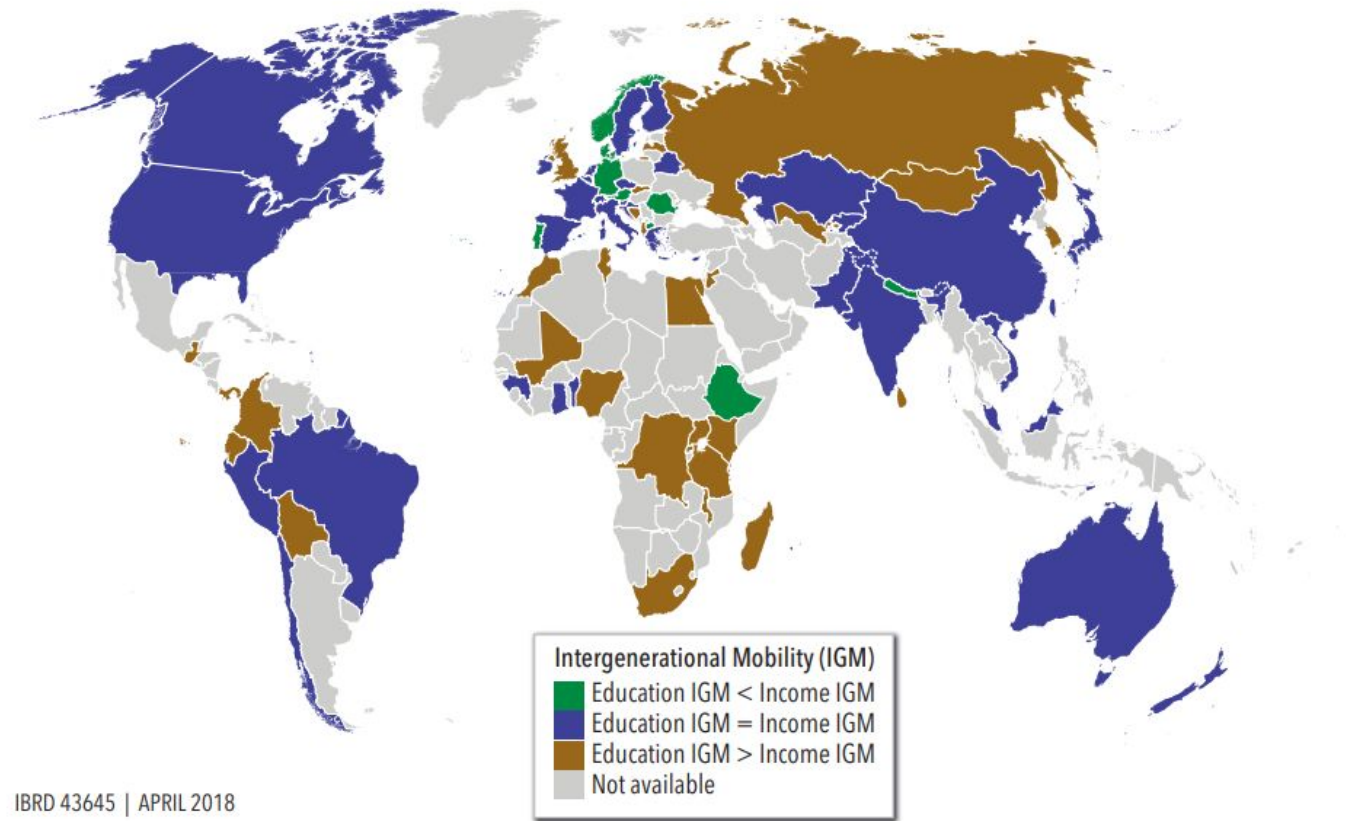 Intergenerational Mobility (IGM)
Education IGM < Income IGM
Education IGM = Income IGM
Education IGM > Income IGM
Not available
IBRD 43645 | APRIL 2018